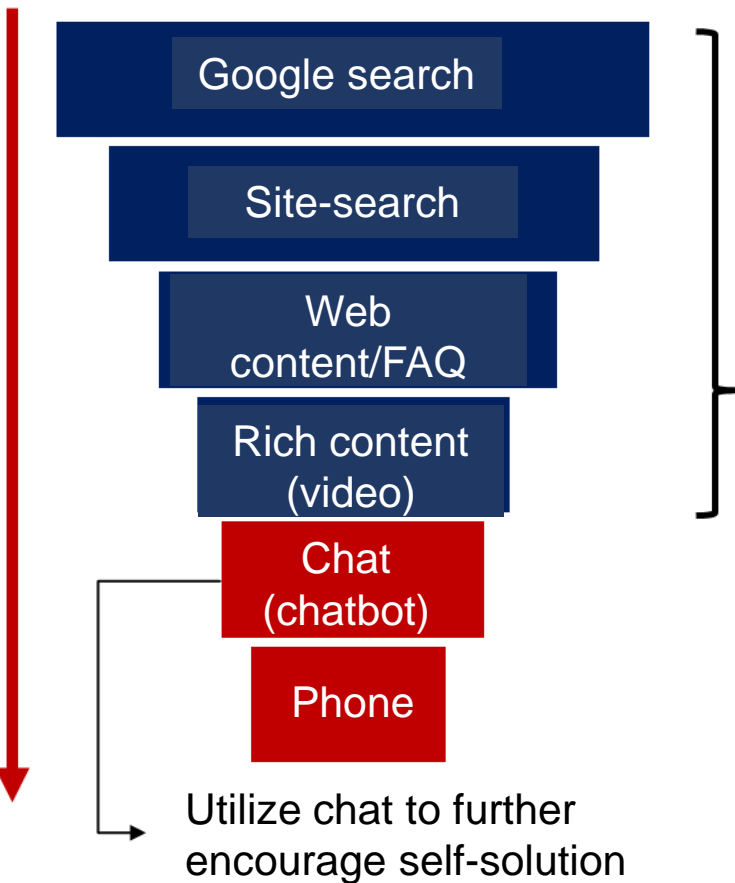 Google search
Site-search
Web
content/FAQ
Rich content
(video)
Chat
(chatbot)
Phone
Utilize chat to further
encourage self-solution